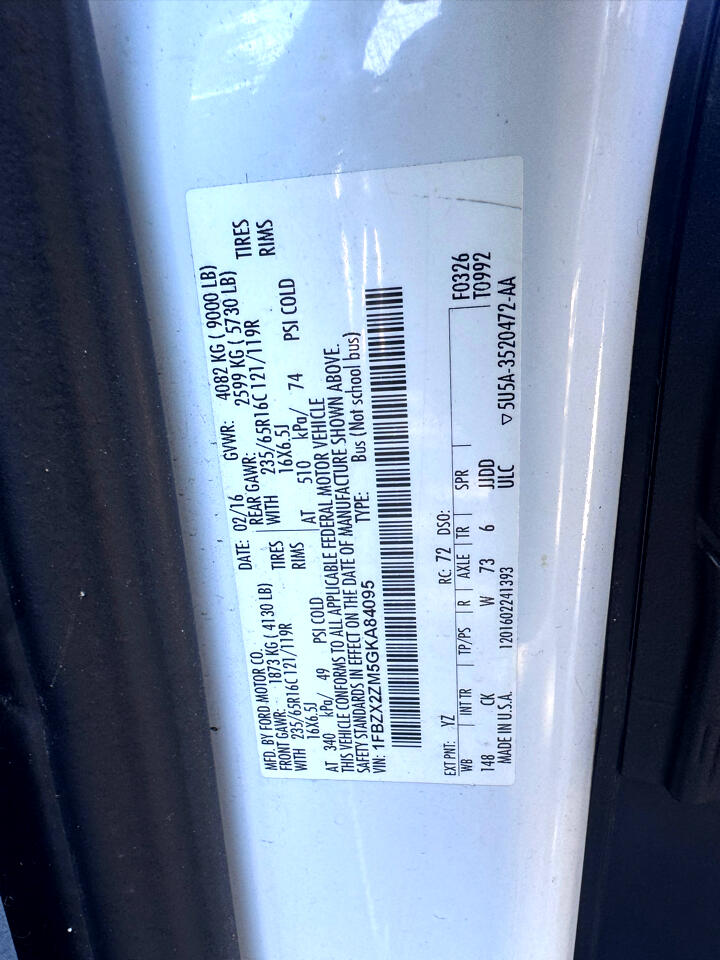 MFD. BY FORD MOTOR CO.
DATE: 02/16 GVWR: 4082 KG ( 9000 LB)
FRONT GAWR: 1873 KG ( 4130 LB) REAR GAWR: 2599 KG ( 5730 LB)
WITH 235/65R16C 121/119R TIRES WITH 235/65R16C 121/119R TIRES
16X6.5J RIMS 16X6.5J RIMS
AT 340 kPa/ 49 PSI COLD AT 510 kPa/ 74 PSI COLD
THIS VEHICLE CONFORMS TO ALL APPLICABLE FEDERAL MOTOR VEHICLE
SAFETY STANDARDS IN EFFECT ON THE DATE OF MANUFACTURE SHOWN ABOVE.
VIN: 1FBZX2ZM5GKA84095 TYPE: Bus (Not school bus)
F0326
T0992
EXT PNT: YZ RC: 72 DSO:
WB INT TR TP/PS R AXLE TR SPR
148 CK W 73 6 JJDD
MADE IN U.S.A. 1201602241393 ULC ▽5U5A-3520472-AA